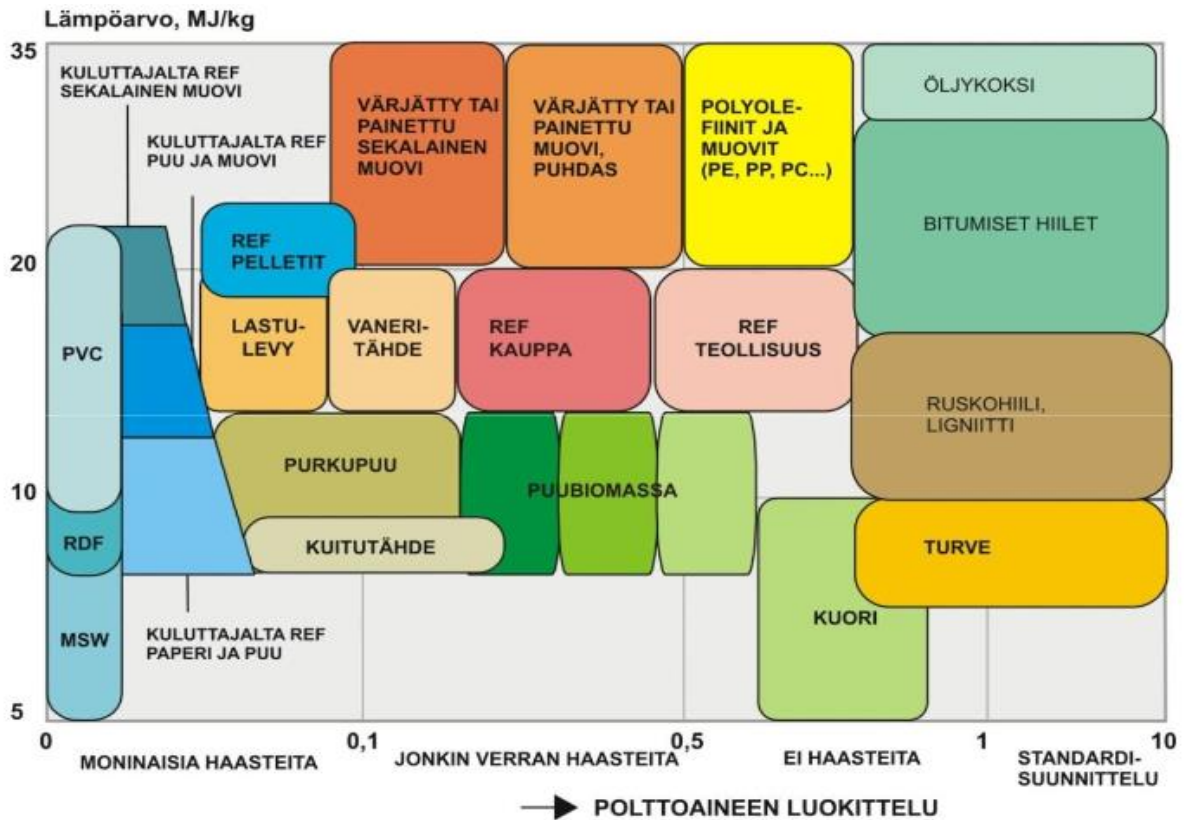 Lämpöarvo, MJ/kg
35
KULUTTAJALTA REF
SEKALAINEN MUOVI
KULUTTAJALTA REF
PUU JA MUOVI
VÄRJÄTTY TAI
PAINETTU
SEKALAINEN
MUOVI
VÄRJÄTTY TAI
PAINETTU
MUOVI,
PUHDAS
POLYOLE-
FIINIT JA
MUOVIT
(PE, PP, PC...)
ÖLJYKOKSI
BITUMISET HIILET
REF
PELLETIT
20
PVC
LASTU-
LEVY
VANERI-
TÄHDE
REF
KAUPPA
REF
TEOLLISUUS
RUSKOHIILI,
LIGNIITTI
PURKUPUU
PUUBIOMASSA
10
RDF
KUITUTÄHDE
TURVE
MSW
KULUTTAJALTA REF
PAPERI JA PUU
KUORI
5
0
0,1
0,5
1
10
MONINAISIA HAASTEITA
JONKIN VERRAN HAASTEITA
EI HAASTEITA
STANDARDI-
SUUNNITTELU
POLTTOAINEEN LUOKITTELU